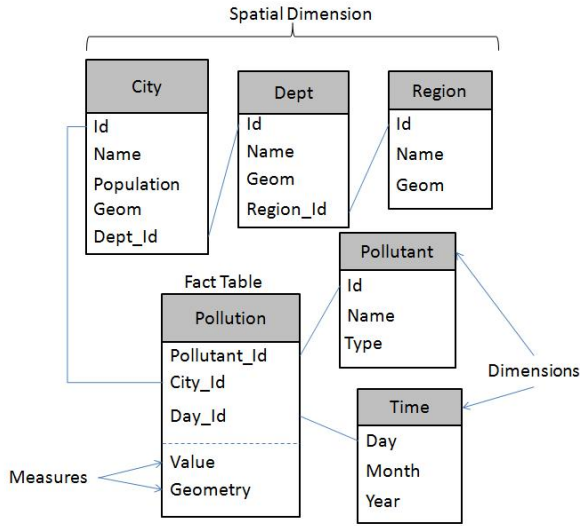 Spatial Dimension
City
Id
Name
Population
Geom
Dept_Id
Dept
Id
Name
Geom
Region_Id
Region
Id
Name
Geom
Pollutant
Id
Name
Type
Fact Table
Pollution
Pollutant_Id
City_Id
Day_Id
Value
Geometry
Measures
Dimensions
Time
Day
Month
Year